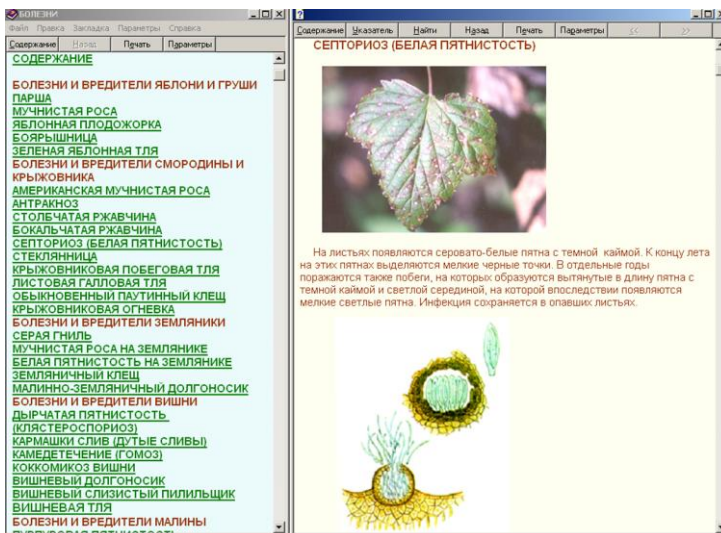 БОЛЕЗНИ
Файл Правка Закладка Параметры Справка
Содержание Назад Печать Параметры
СОДЕРЖАНИЕ
БОЛЕЗНИ И ВРЕДИТЕЛИ ЯБЛОНИ И ГРУШИ
ПАРША
МУЧНИСТАЯ РОСА
ЯБЛОННАЯ ПЛОДОЖОРКА
БОЯРЫШНИЦА
ЗЕЛЕНАЯ ЯБЛОННАЯ ТЛЯ
БОЛЕЗНИ И ВРЕДИТЕЛИ СМОРОДИНЫ И
КРЫЖОВНИКА
АМЕРИКАНСКАЯ МУЧНИСТАЯ РОСА
АНТРАКНОЗ
СТОЛБЧАТАЯ РЖАВЧИНА
БОКАЛЬЧАТАЯ РЖАВЧИНА
СЕПТОРИОЗ (БЕЛАЯ ПЯТНИСТОСТЬ)
СТЕКЛЯННИЦА
КРЫЖОВНИКОВАЯ ПОБЕГОВАЯ ТЛЯ
ЛИСТОВАЯ ГАЛЛОВАЯ ТЛЯ
ОБЫКНОВЕННЫЙ ПАУТИННЫЙ КЛЕЩ
КРЫЖОВНИКОВАЯ ОГНЕВКА
БОЛЕЗНИ И ВРЕДИТЕЛИ ЗЕМЛЯНИКИ
СЕРАЯ ГНИЛЬ
МУЧНИСТАЯ РОСА НА ЗЕМЛЯНИКЕ
БЕЛАЯ ПЯТНИСТОСТЬ НА ЗЕМЛЯНИКЕ
ЗЕМЛЯНИЧНЫЙ КЛЕЩ
МАЛИННО-ЗЕМЛЯНИЧНЫЙ ДОЛГОНОСИК
БОЛЕЗНИ И ВРЕДИТЕЛИ ВИШНИ
ДЫРЧАТАЯ ПЯТНИСТОСТЬ
(КЛЯСТЕРОСПОРИОЗ)
КАРМАШКИ СЛИВ (ДУТЫЕ СЛИВЫ)
КАМЕДЕТЕЧЕНИЕ (ГОМОЗ)
КОККОМИКОЗ ВИШНИ
ВИШНЕВЫЙ ДОЛГОНОСИК
ВИШНЕВЫЙ СЛИЗИСТЫЙ ПИЛИЛЬЩИК
ВИШНЕВАЯ ТЛЯ
БОЛЕЗНИ И ВРЕДИТЕЛИ МАЛИНЫ
ПУРПУРОВАЯ ПЯТНИСТОСТЬ
Содержание Указатель Найти Назад Печать Параметры << >>
СЕПТОРИОЗ (БЕЛАЯ ПЯТНИСТОСТЬ)
На листьях появляются серовато-белые пятна с темной каймой. К концу лета
на этих пятнах выделяются мелкие черные точки. В отдельные годы
поражаются также побеги, на которых образуются вытянутые в длину пятна с
темной каймой и светлой серединой, на которой впоследствии появляются
мелкие светлые пятна. Инфекция сохраняется в опавших листьях.